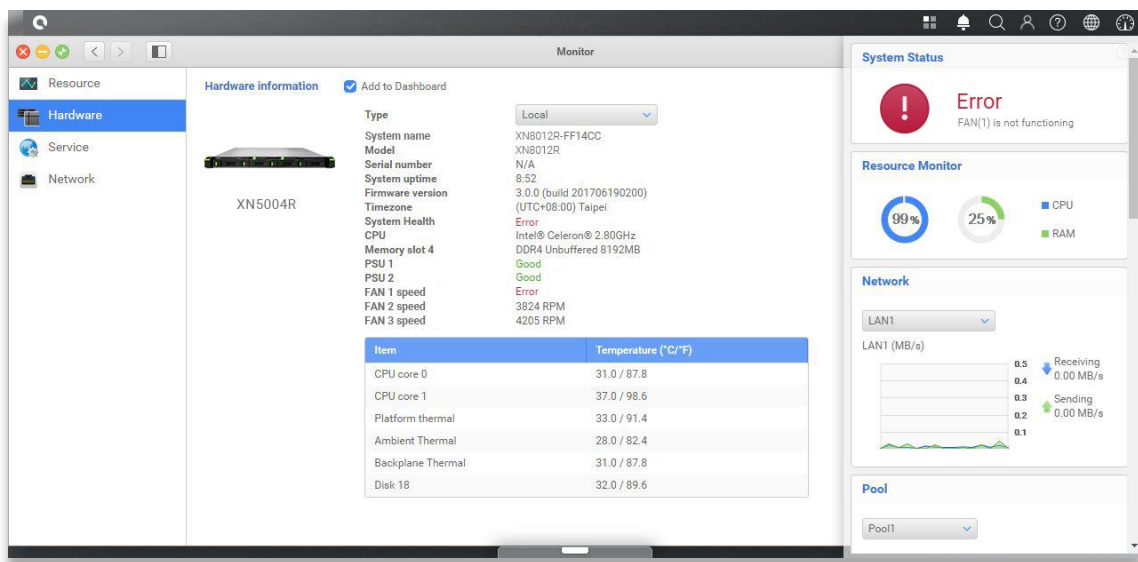 Monitor
Resource
Hardware
Service
Network
Hardware information
Add to Dashboard
XN5004R
Type Local
System name XN8012R-FF14CC
Model XN8012R
Serial number N/A
System uptime 8:52
Firmware version 3.0.0 (build 201706190200)
Timezone (UTC+08:00) Taipei
System Health Error
CPU Intel® Celeron® 2.80GHz
Memory slot 4 DDR4 Unbuffered 8192MB
PSU 1 Good
PSU 2 Good
FAN 1 speed Error
FAN 2 speed 3824 RPM
FAN 3 speed 4205 RPM
Item Temperature (°C/°F)
CPU core 0 31.0 / 87.8
CPU core 1 37.0 / 98.6
Platform thermal 33.0 / 91.4
Ambient Thermal 28.0 / 82.4
Backplane Thermal 31.0 / 87.8
Disk 18 32.0 / 89.6
System Status
Error
FAN(1) is not functioning
Resource Monitor
99%
25%
CPU
RAM
Network
LAN1
LAN1 (MB/s)
0.5
0.4
0.3
0.2
0.1
Receiving
0.00 MB/s
Sending
0.00 MB/s
Pool
Pool1